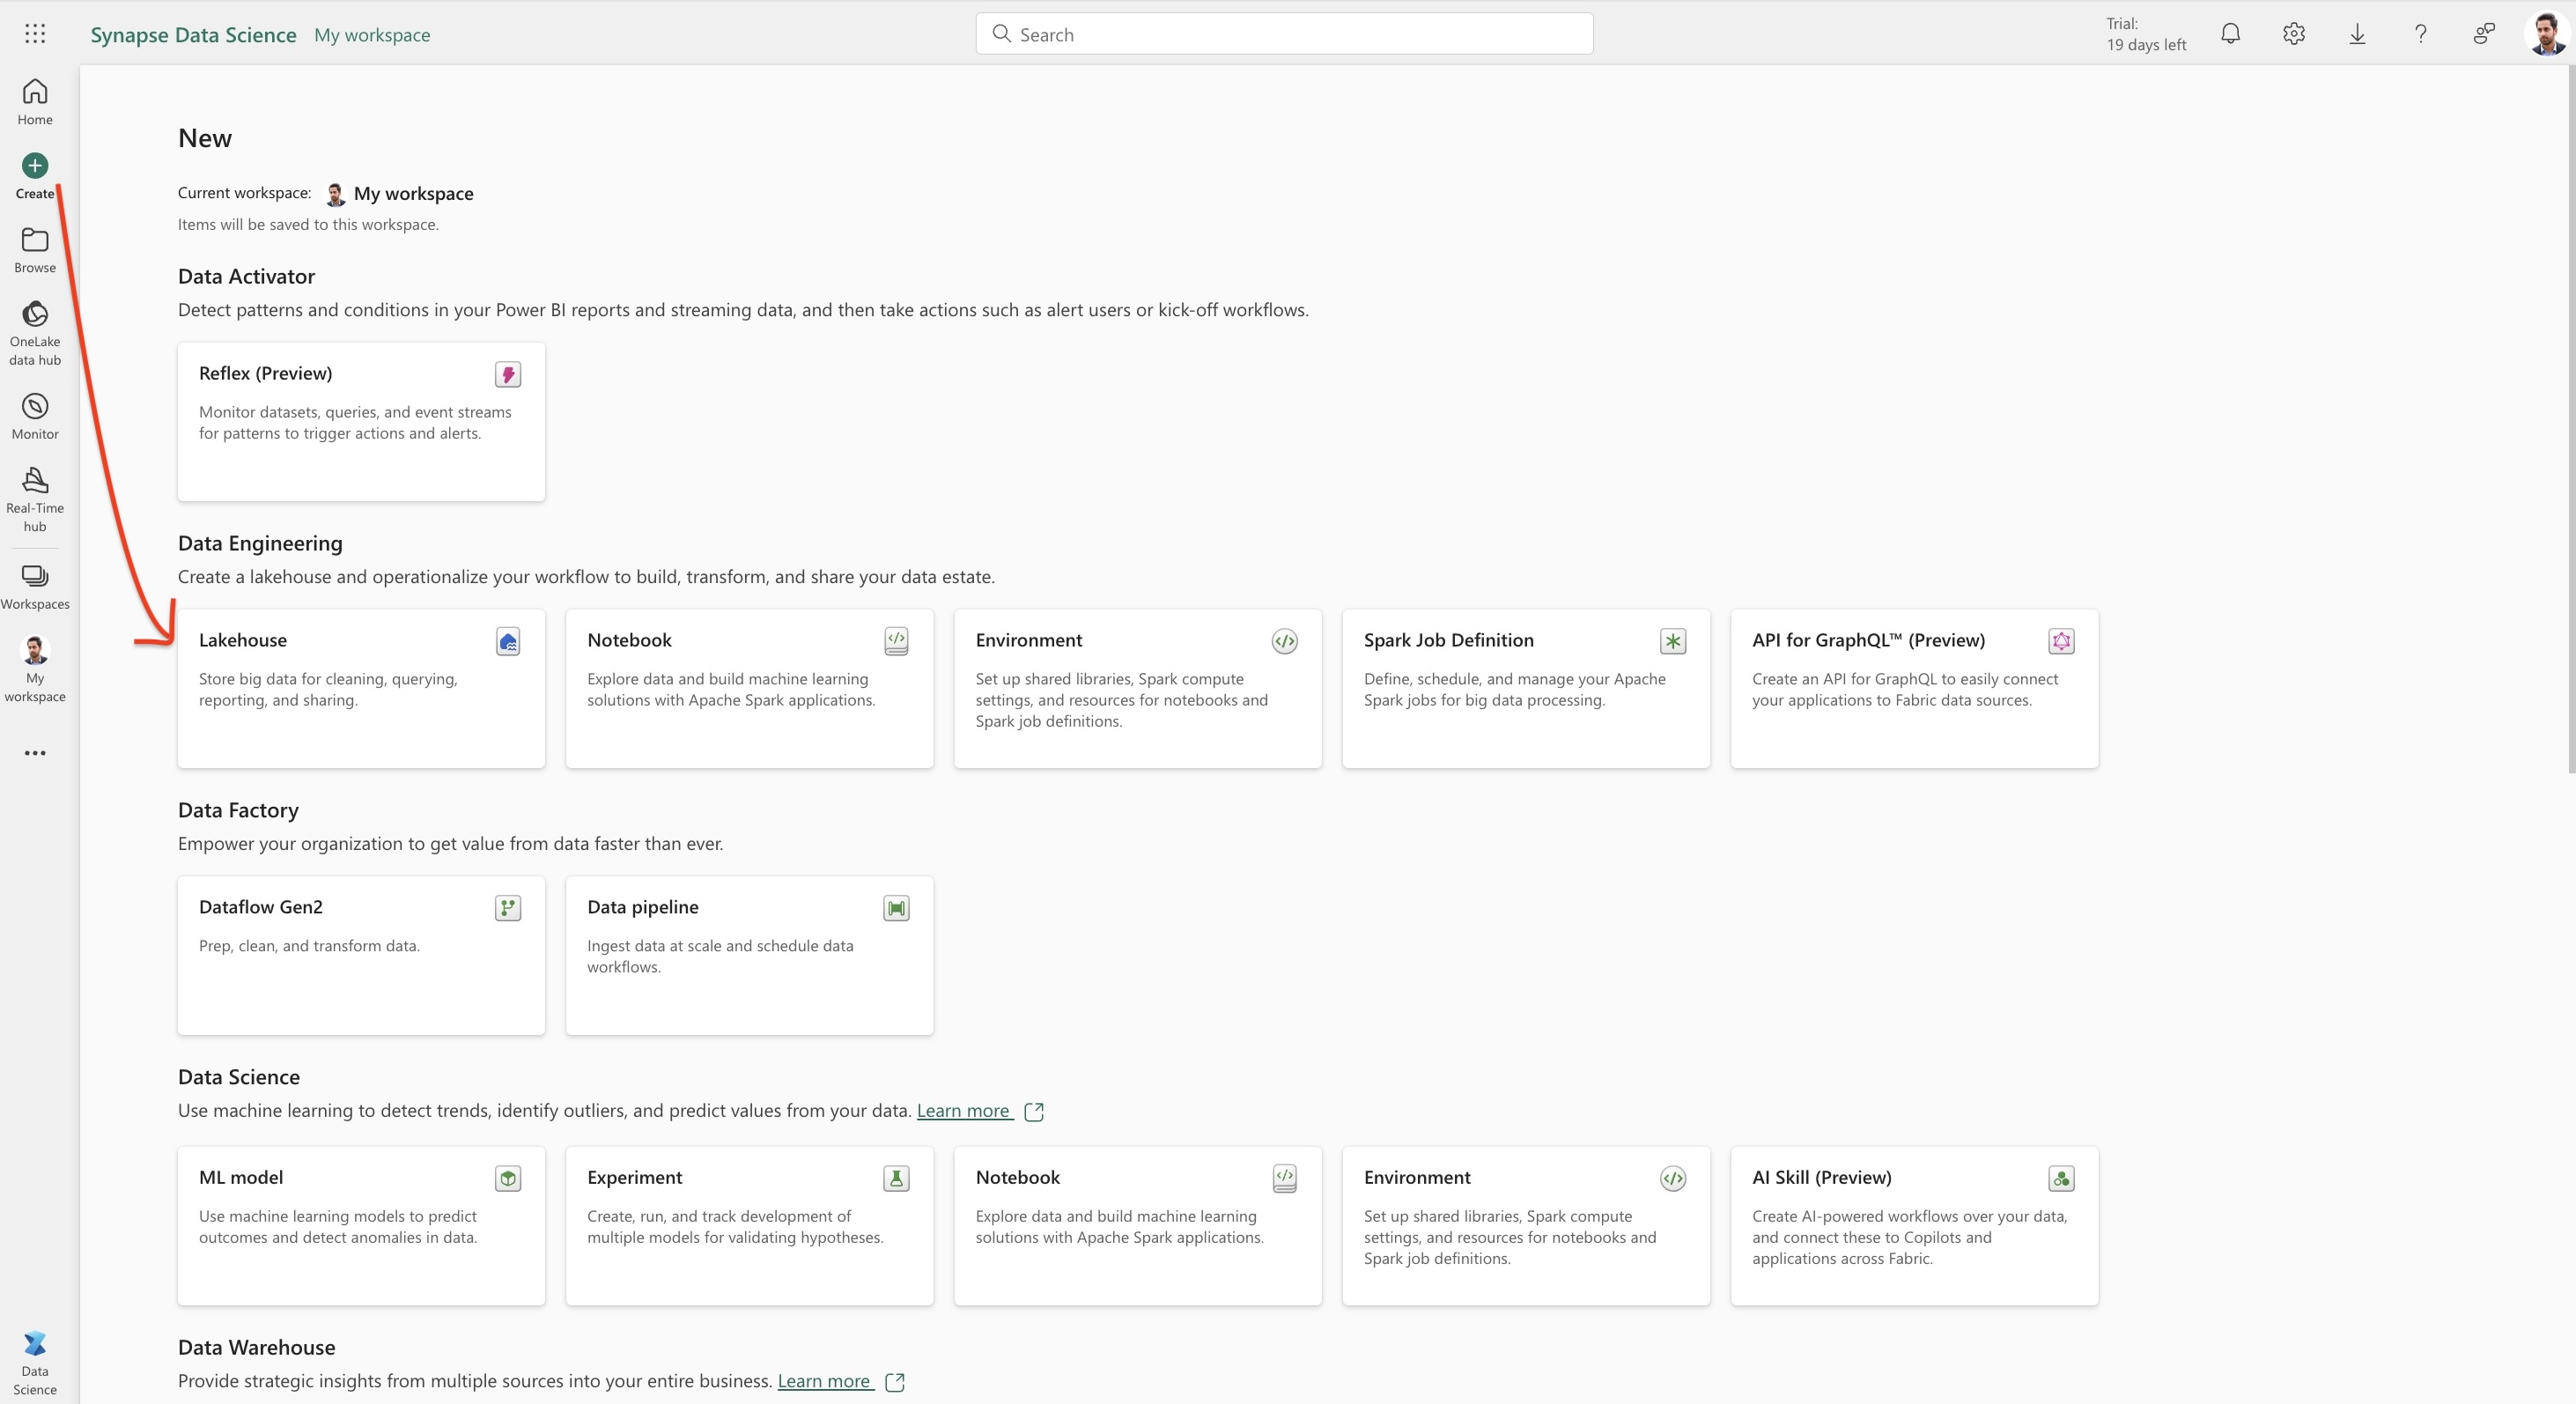 Synapse Data Science My workspace
Search
Trial:
19 days left
Home
Create
Browse
OneLake
data hub
Monitor
Real-Time
hub
Workspaces
My
workspace
Data
Science
New
Current workspace: My workspace
Items will be saved to this workspace.
Data Activator
Detect patterns and conditions in your Power BI reports and streaming data, and then take actions such as alert users or kick-off workflows.
Reflex (Preview)
Monitor datasets, queries, and event streams
for patterns to trigger actions and alerts.
Data Engineering
Create a lakehouse and operationalize your workflow to build, transform, and share your data estate.
Lakehouse
Store big data for cleaning, querying,
reporting, and sharing.
Notebook
Explore data and build machine learning
solutions with Apache Spark applications.
Environment
Set up shared libraries, Spark compute
settings, and resources for notebooks and
Spark job definitions.
Spark Job Definition
Define, schedule, and manage your Apache
Spark jobs for big data processing.
API for GraphQL™ (Preview)
Create an API for GraphQL to easily connect
your applications to Fabric data sources.
Data Factory
Empower your organization to get value from data faster than ever.
Dataflow Gen2
Prep, clean, and transform data.
Data pipeline
Ingest data at scale and schedule data
workflows.
Data Science
Use machine learning to detect trends, identify outliers, and predict values from your data. Learn more
ML model
Use machine learning models to predict
outcomes and detect anomalies in data.
Experiment
Create, run, and track development of
multiple models for validating hypotheses.
Notebook
Explore data and build machine learning
solutions with Apache Spark applications.
Environment
Set up shared libraries, Spark compute
settings, and resources for notebooks and
Spark job definitions.
AI Skill (Preview)
Create AI-powered workflows over your data,
and connect these to Copilots and
applications across Fabric.
Data Warehouse
Provide strategic insights from multiple sources into your entire business. Learn more